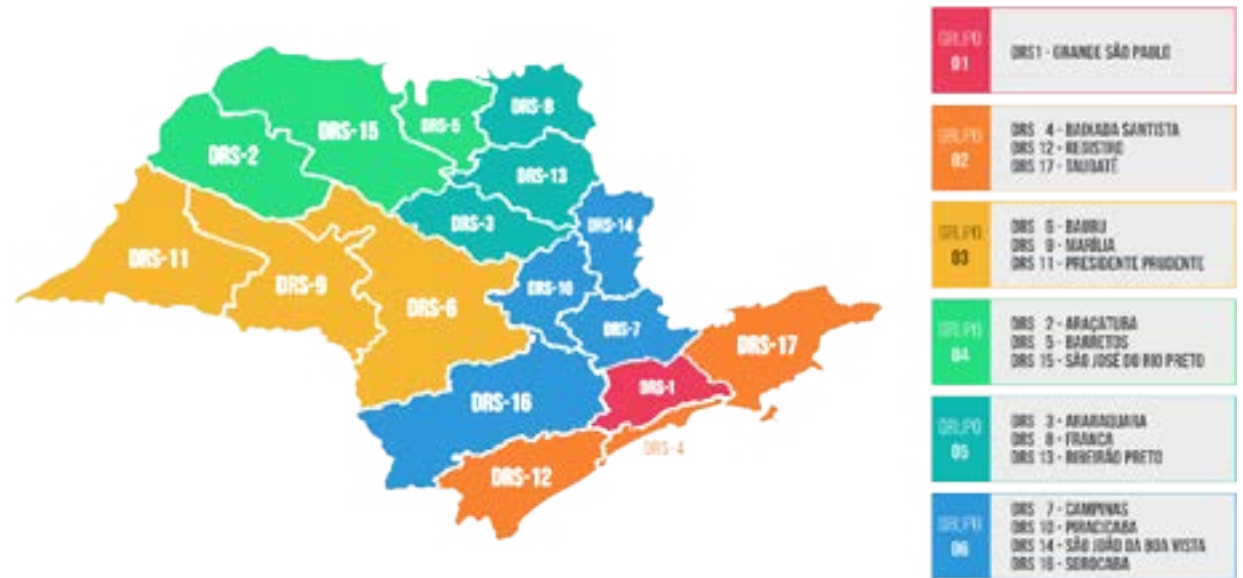 DRS-8
DRS-15
DRS-5
DRS-2
DRS-13
DRS-3
DRS-14
DRS-11
DRS-9
DRS-10
DRS-6
DRS-7
DRS-17
DRS-1
DRS-16
DRS-4
DRS-12
GRUPO
01
DRS1 - GRANDE SÃO PAULO
GRUPO
02
DRS 4 - BAIXADA SANTISTA
DRS 12 - REGISTRO
DRS 17 - TAUBATÉ
GRUPO
03
DRS 6 - BAURU
DRS 9 - MARÍLIA
DRS 11 - PRESIDENTE PRUDENTE
GRUPO
04
DRS 2 - ARAÇATUBA
DRS 5 - BARRETOS
DRS 15 - SÃO JOSÉ DO RIO PRETO
GRUPO
05
DRS 3 - ARARAQUARA
DRS 8 - FRANCA
DRS 13 - RIBEIRÃO PRETO
GRUPO
06
DRS 7 - CAMPINAS
DRS 10 - PIRACICABA
DRS 14 - SÃO JOÃO DA BOA VISTA
DRS 16 - SOROCABA